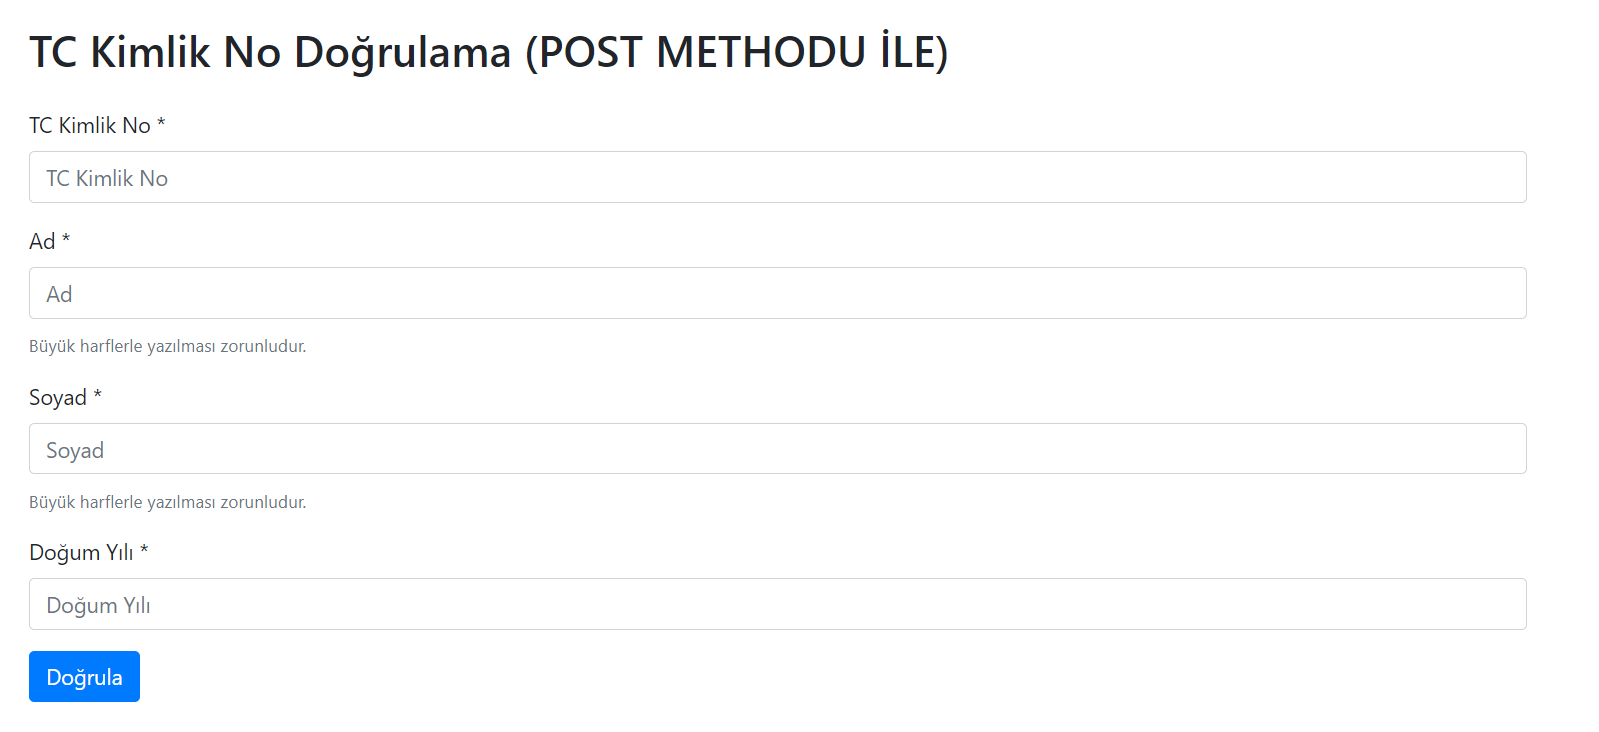 TC Kimlik No Doğrulama (POST METHODU İLE)
TC Kimlik No *
TC Kimlik No
Ad *
Ad
Büyük harflerle yazılması zorunludur.
Soyad *
Soyad
Büyük harflerle yazılması zorunludur.
Doğum Yılı *
Doğum Yılı
Doğrula